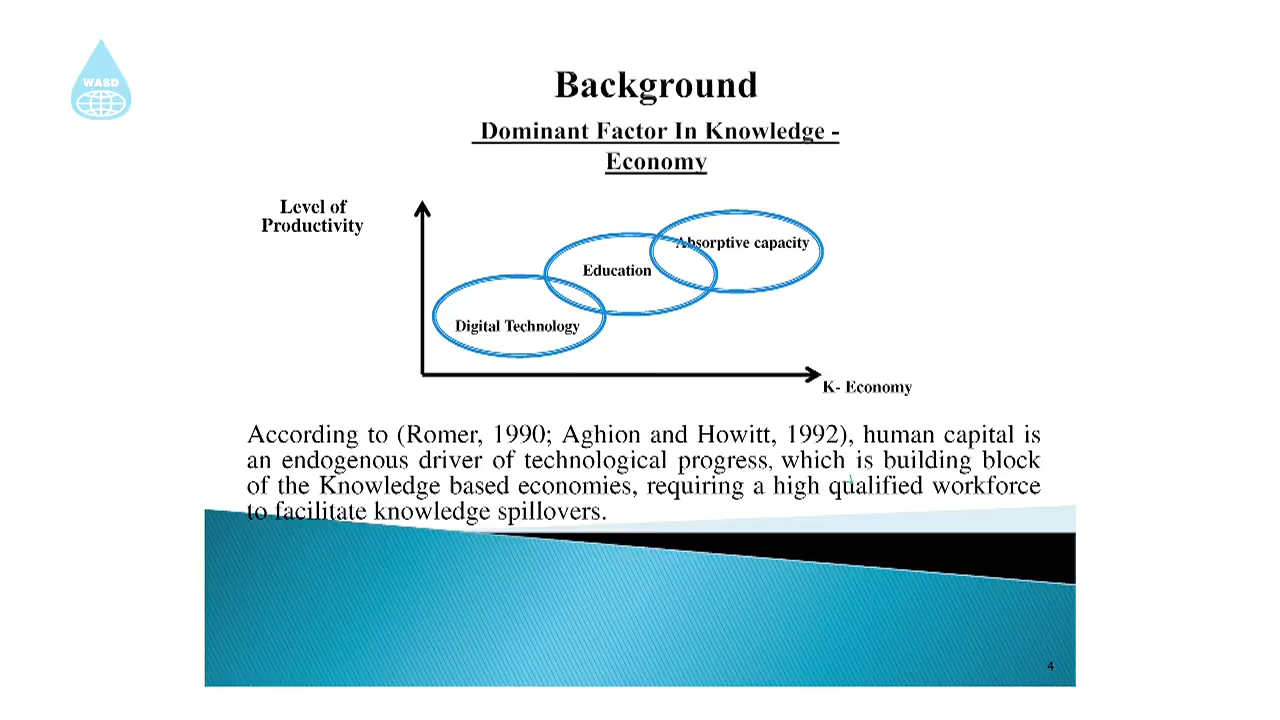 WASD
Background
Dominant Factor In Knowledge -
Economy
Level of
Productivity
Absorptive capacity
Education
Digital Technology
K- Economy
According to (Romer, 1990; Aghion and Howitt, 1992), human capital is
an endogenous driver of technological progress, which is building block
of the Knowledge based economies, requiring a high qualified workforce
to facilitate knowledge spillovers.
4